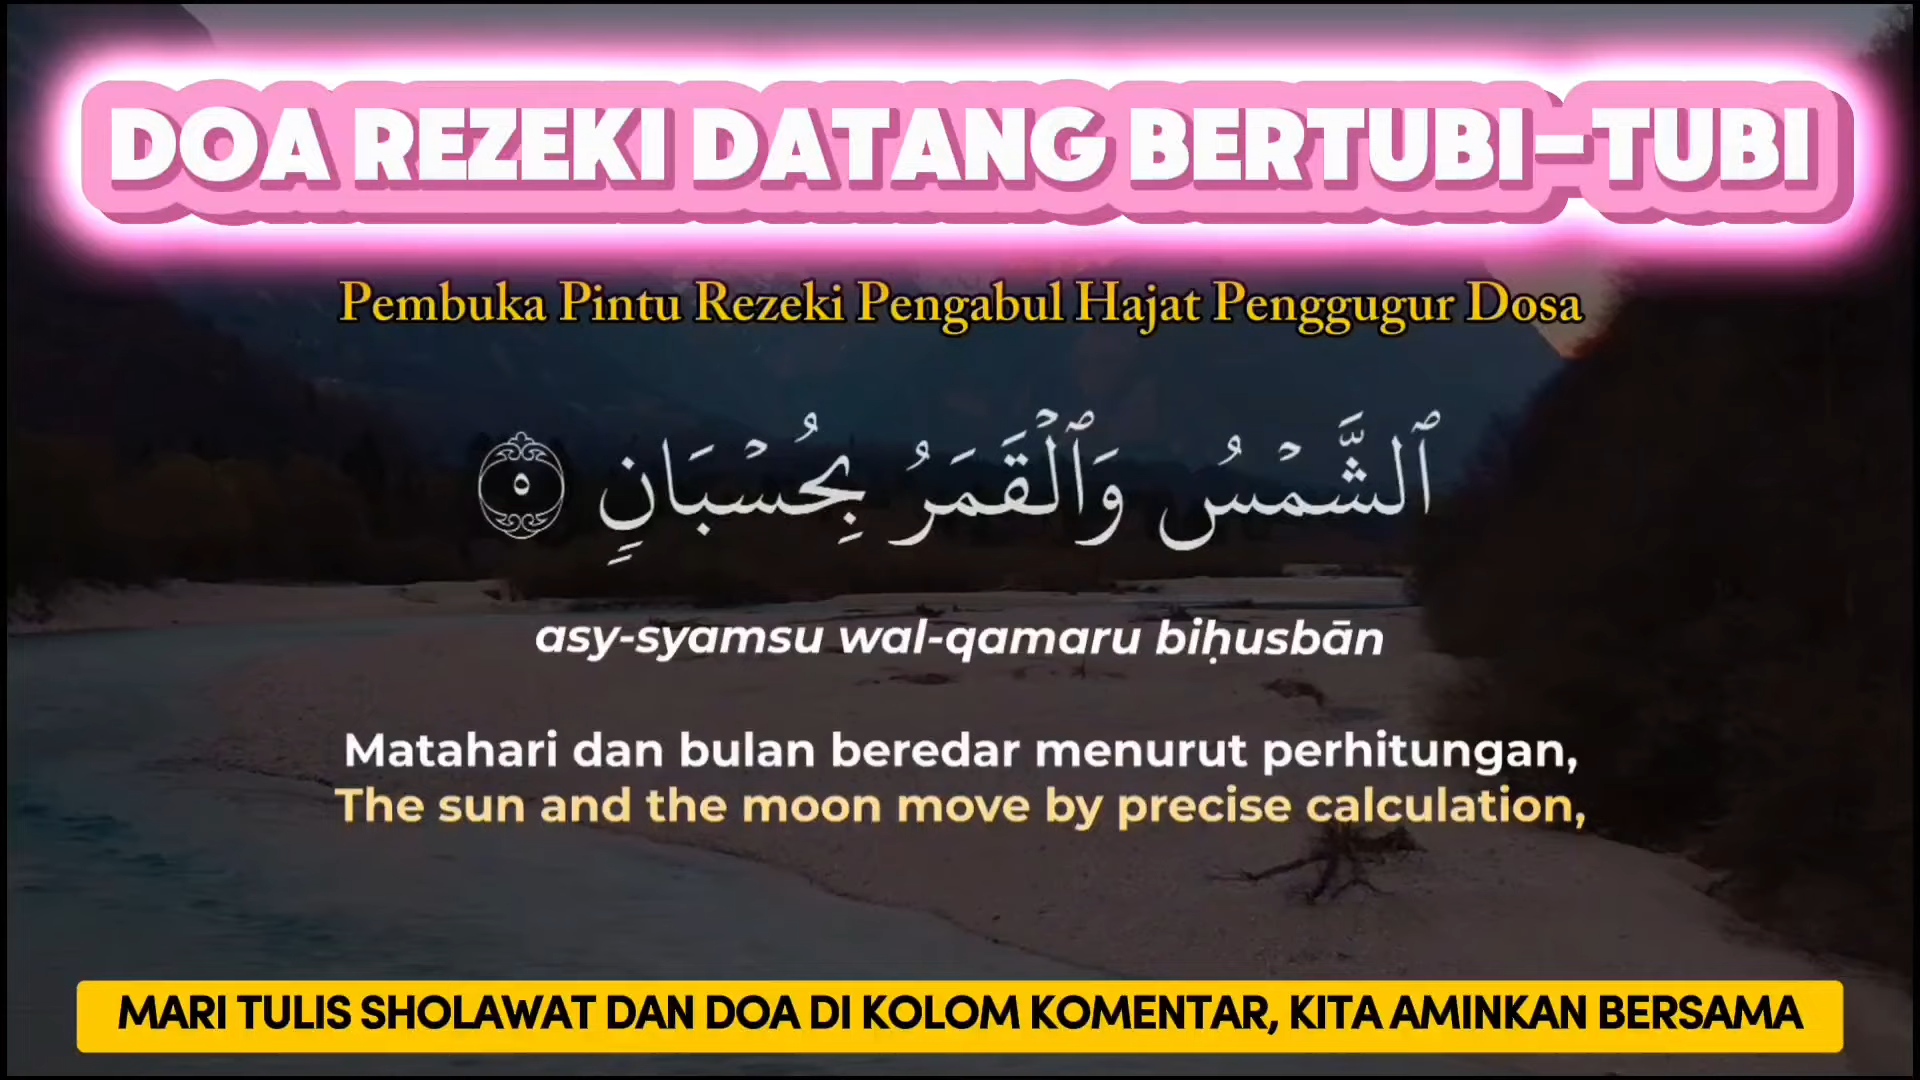 DOA REZEKI DATANG BERTUBI-TUBI
Pembuka Pintu Rezeki Pengabul Hajat Penggugur Dosa
ٱلشَّمۡسُ وَٱلۡقَمَرُ بِحُسۡبَانٖ ٥
asy-syamsu wal-qamaru biḥusbān
Matahari dan bulan beredar menurut perhitungan,
The sun and the moon move by precise calculation,
MARI TULIS SHOLAWAT DAN DOA DI KOLOM KOMENTAR, KITA AMINKAN BERSAMA